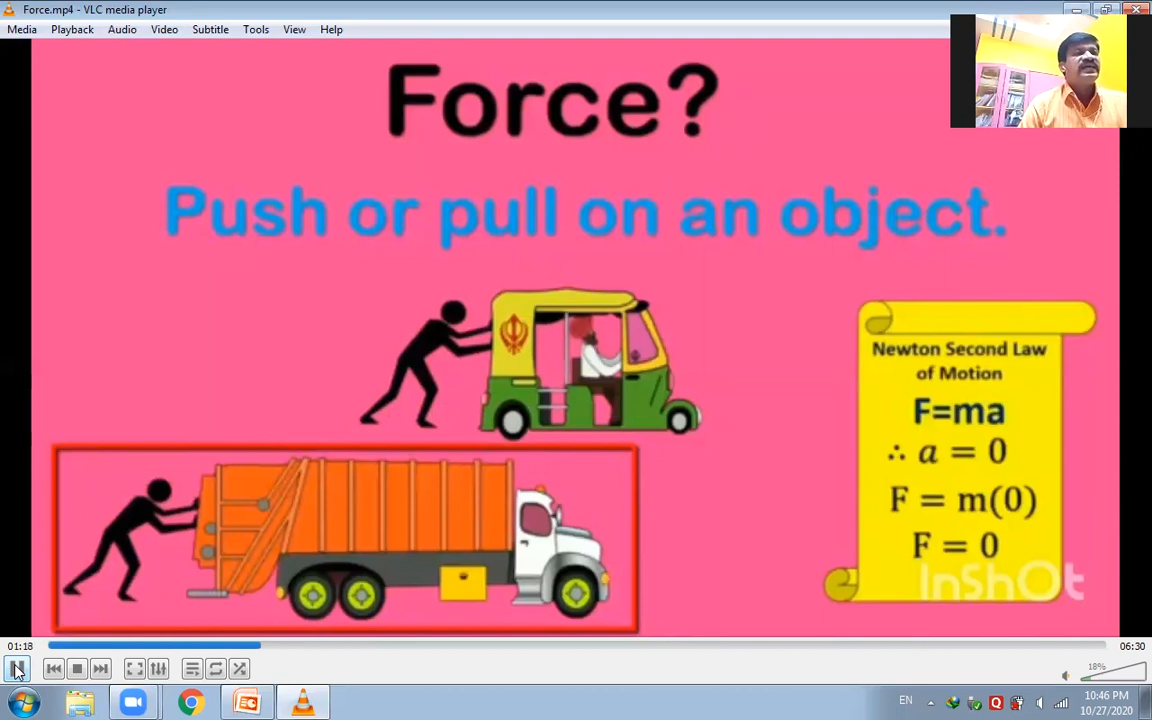 Force.mp4 - VLC media player
Media Playback Audio Video Subtitle Tools View Help
Force?
Push or pull on an object.
Newton Second Law
of Motion
F=ma
∴ a = 0
F = m(0)
F = 0
InShOt
01:18
06:30
18%
EN
10:46 PM
10/27/2020